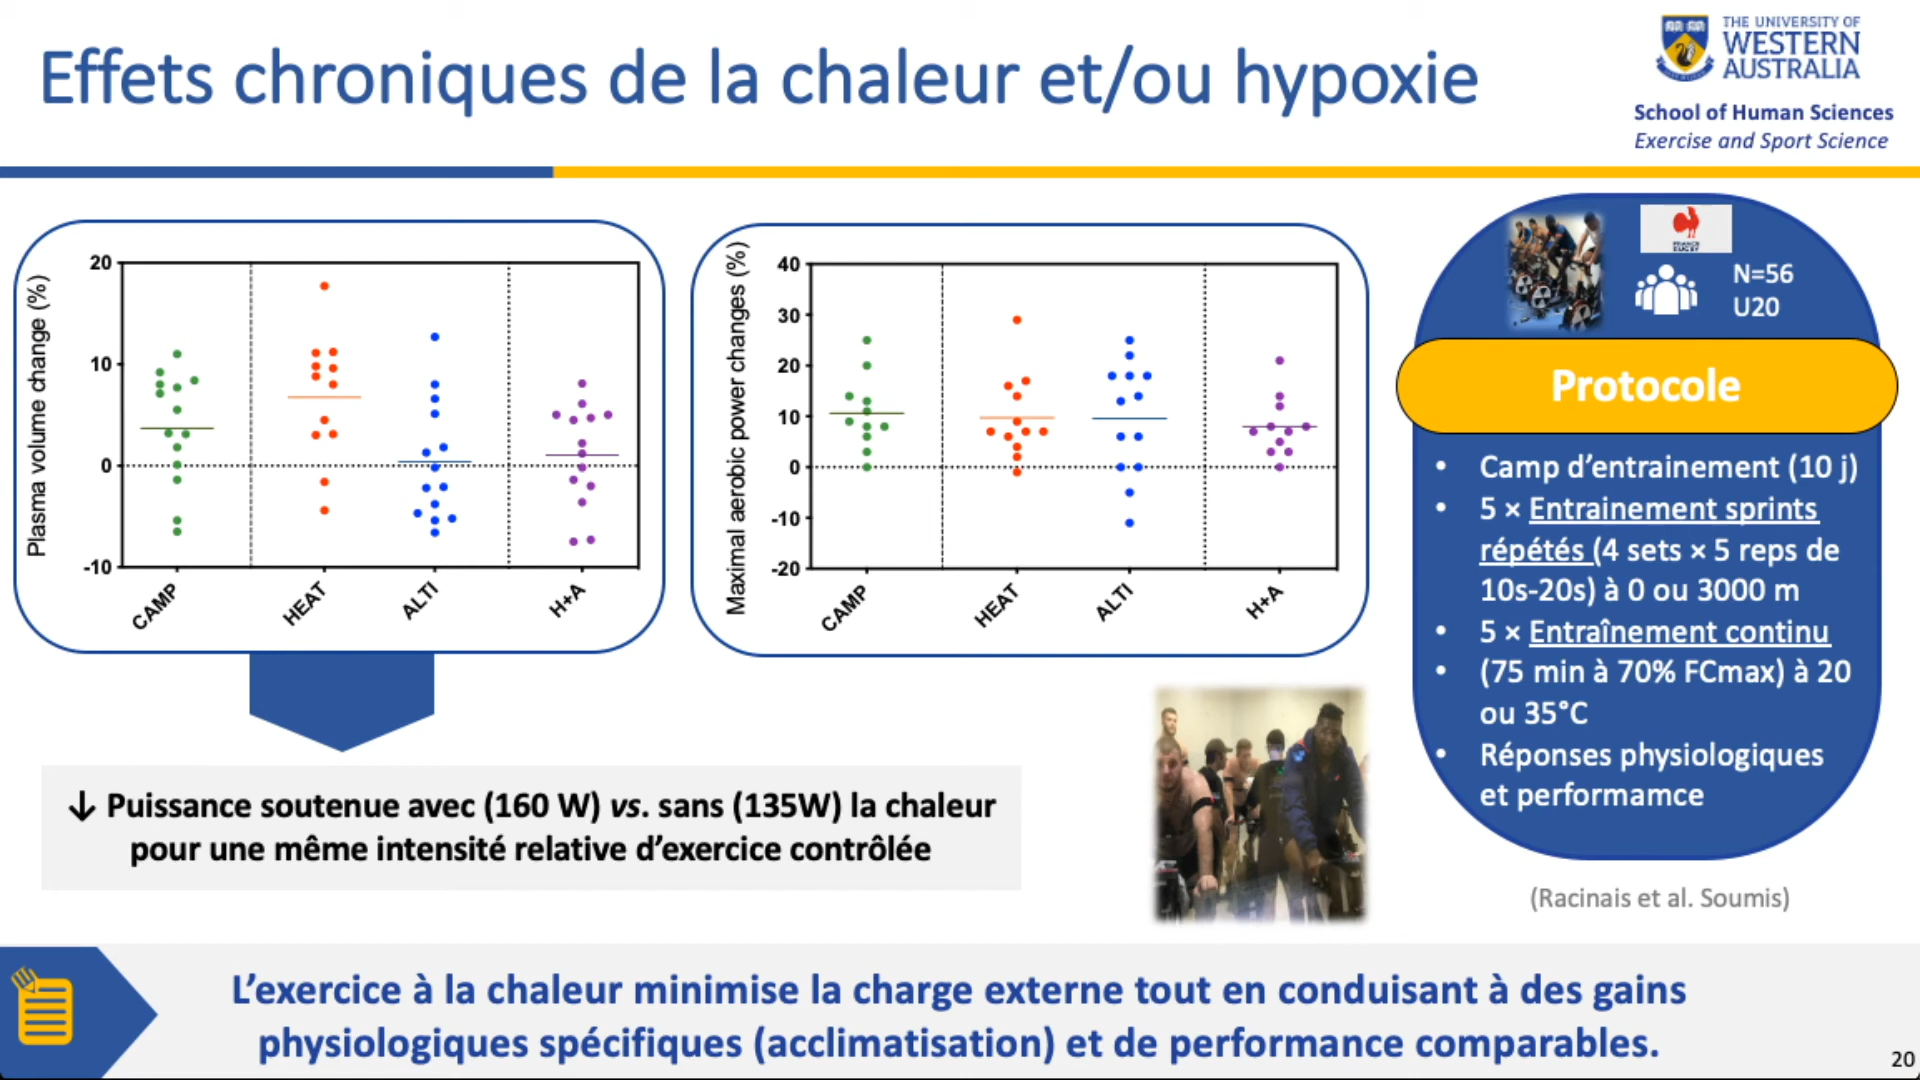 Effets chroniques de la chaleur et/ou hypoxie
THE UNIVERSITY OF
WESTERN
AUSTRALIA
School of Human Sciences
Exercise and Sport Science
Plasma volume change (%)
20
10
0
-10
CAMP
HEAT
ALTI
H+A
Maximal aerobic power changes (%)
40
30
20
10
0
-10
-20
CAMP
HEAT
ALTI
H+A
FRANCE
RUGBY
N=56
U20
Protocole
• Camp d’entrainement (10 j)
• 5 × Entrainement sprints
répétés (4 sets × 5 reps de
10s-20s) à 0 ou 3000 m
• 5 × Entraînement continu
• (75 min à 70% FCmax) à 20
ou 35°C
• Réponses physiologiques
et performamce
(Racinais et al. Soumis)
↓ Puissance soutenue avec (160 W) vs. sans (135W) la chaleur
pour une même intensité relative d’exercice contrôlée
L’exercice à la chaleur minimise la charge externe tout en conduisant à des gains
physiologiques spécifiques (acclimatisation) et de performance comparables.
20